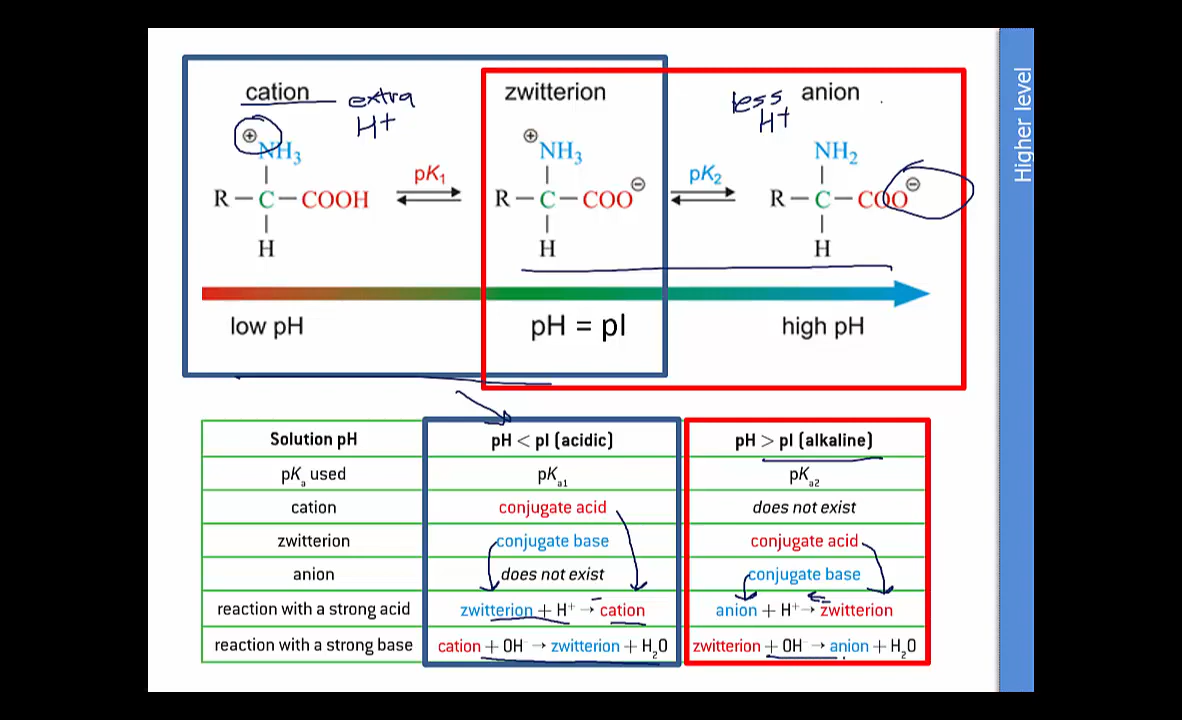 Higher level
cation extra zwitterion less anion
H+ H+
⊕ ⊕
NH3 NH3 NH2
pK1 pK2
R – C – COOH R – C – COO⊖ R – C – COO⊖
H H H
low pH pH = pI high pH
Solution pH pH < pI (acidic) pH > pI (alkaline)
pKa used pKa1 pKa2
cation conjugate acid does not exist
zwitterion conjugate base conjugate acid
anion does not exist conjugate base
reaction with a strong acid zwitterion + H+ → cation anion + H+ → zwitterion
reaction with a strong base cation + OH– → zwitterion + H2O zwitterion + OH– → anion + H2O